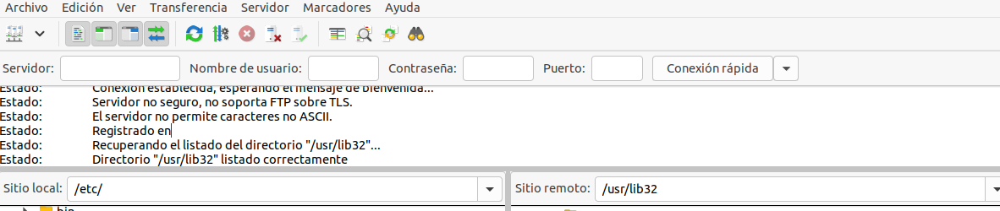 Archivo Edición Ver Transferencia Servidor Marcadores Ayuda
Servidor: Nombre de usuario: Contraseña: Puerto: Conexión rápida
Estado: Conexión establecida, esperando el mensaje de bienvenida...
Estado: Servidor no seguro, no soporta FTP sobre TLS.
Estado: El servidor no permite caracteres no ASCII.
Estado: Registrado en
Estado: Recuperando el listado del directorio "/usr/lib32"...
Estado: Directorio "/usr/lib32" listado correctamente
Sitio local: /etc/ Sitio remoto: /usr/lib32
bin